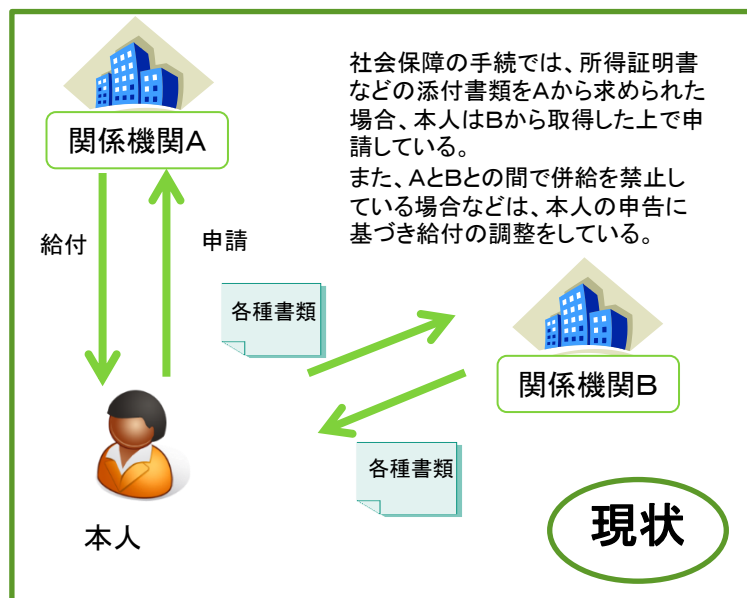 社会保障の手続では、所得証明書
などの添付書類をAから求められた
場合、本人はBから取得した上で申
請している。
また、AとBとの間で併給を禁止し
ている場合などは、本人の申告に
基づき給付の調整をしている。
関係機関A
給付
申請
各種書類
関係機関B
各種書類
本人
現状